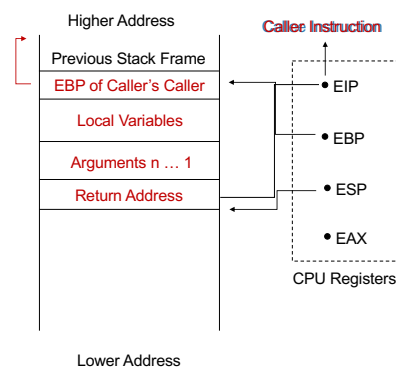 Higher Address
Caller Instruction
Previous Stack Frame
EBP of Caller's Caller
Local Variables
Arguments n … 1
Return Address
EIP
EBP
ESP
EAX
CPU Registers
Lower Address